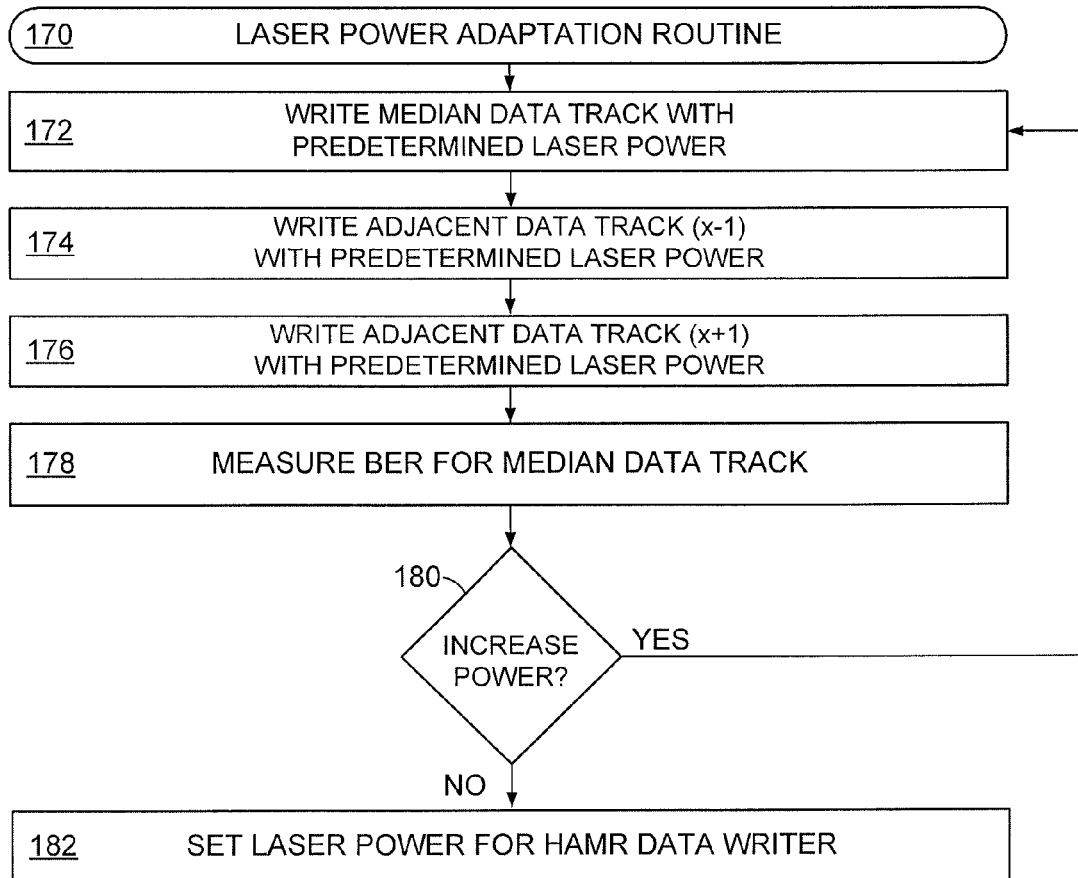 170 LASER POWER ADAPTATION ROUTINE
172 WRITE MEDIAN DATA TRACK WITH
PREDETERMINED LASER POWER
174 WRITE ADJACENT DATA TRACK (x-1)
WITH PREDETERMINED LASER POWER
176 WRITE ADJACENT DATA TRACK (x+1)
WITH PREDETERMINED LASER POWER
178 MEASURE BER FOR MEDIAN DATA TRACK
180
INCREASE
POWER?
YES
NO
182 SET LASER POWER FOR HAMR DATA WRITER